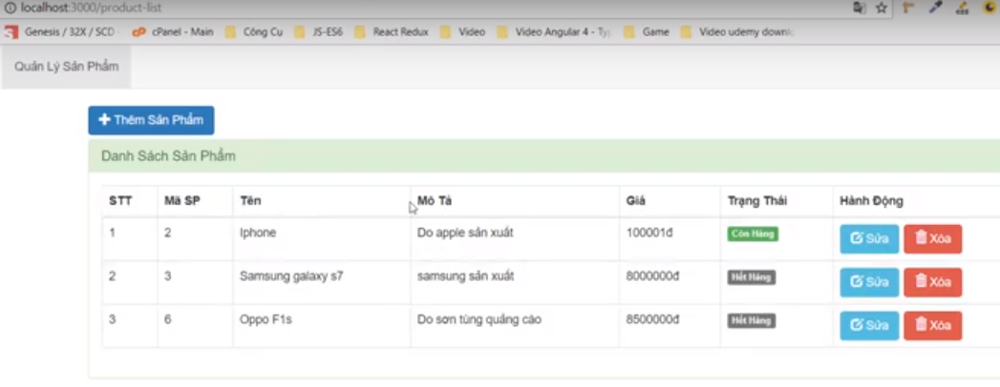 localhost:3000/product-list
Genesis / 32X / SCD cPanel - Main Công Cụ JS-ES6 React Redux Video Video Angular 4 - Ty Game Video udemy downl
Quản Lý Sản Phẩm
Thêm Sản Phẩm
Danh Sách Sản Phẩm
STT Mã SP Tên Mô Tả Giá Trạng Thái Hành Động
1 2 Iphone Do apple sản xuất 100001đ Còn Hàng Sửa Xóa
2 3 Samsung galaxy s7 samsung sản xuất 8000000đ Hết Hàng Sửa Xóa
3 6 Oppo F1s Do sơn tùng quảng cáo 8500000đ Hết Hàng Sửa Xóa